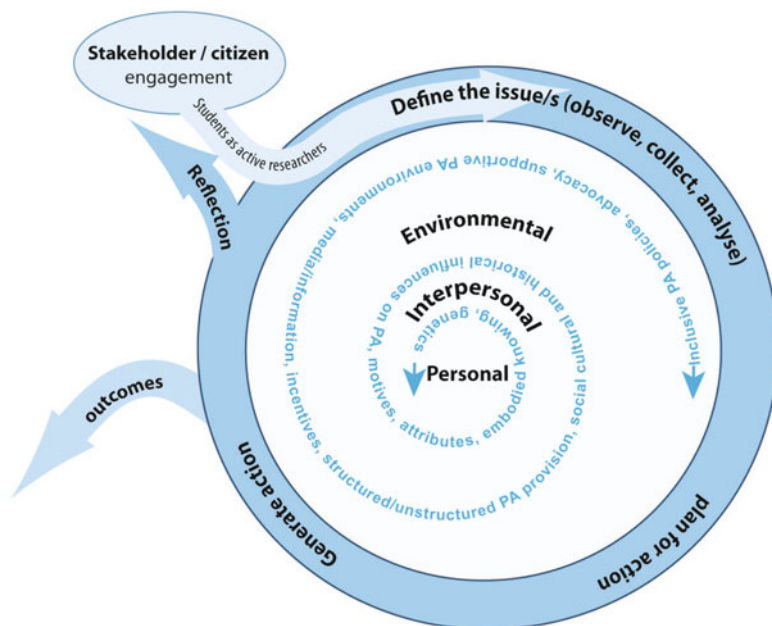 Stakeholder / citizen
engagement
Students as active researchers
Define the issue/s (observe, collect, analyse)
plan for action
Generate action
outcomes
Reflection
Environmental
Interpersonal
Personal
Inclusive PA policies, advocacy, supportive PA environments, media/information, incentives, structured/unstructured PA provision, social cultural and historical influences on PA, motives, attributes, embodied knowing, genetics